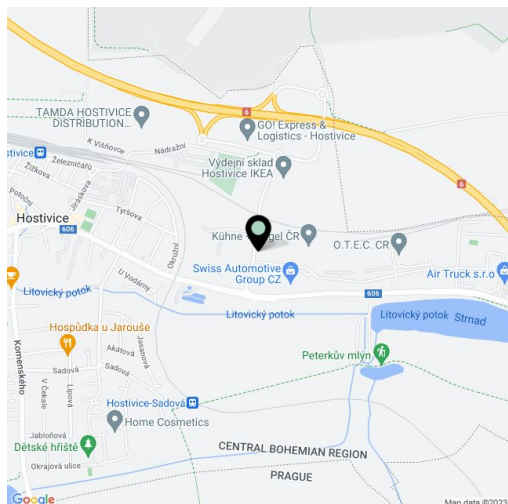 6
TAMDA HOSTIVICE
DISTRIBUTION...
GO! Express &
Logistics - Hostivice
K Višňovce
Nádražní
Výdejní sklad
Hostivice IKEA
Železničářů
Žižkova
Potoční
Jiráskova
Tyršova
6
Hostivice
606
Okružní
Kühne -
gel ČR
O.T.E.C. CR
U Vodárny
Swiss Automotive
Group CZ
Air Truck s.r.o
606
Litovický potok
Litovický potok
Litovický potok
Strnad
Hospůdka u Jarouše
Komenského
Akátová
Jasanová
Peterkův mlýn
Sadová
Sadová
V Čekale
Lipová
Hostivice-Sadová
Home Cosmetics
Jabloňová
Dětské hřiště
Okrajová ulice
CENTRAL BOHEMIAN REGION
PRAGUE
Google
Map data ©2023